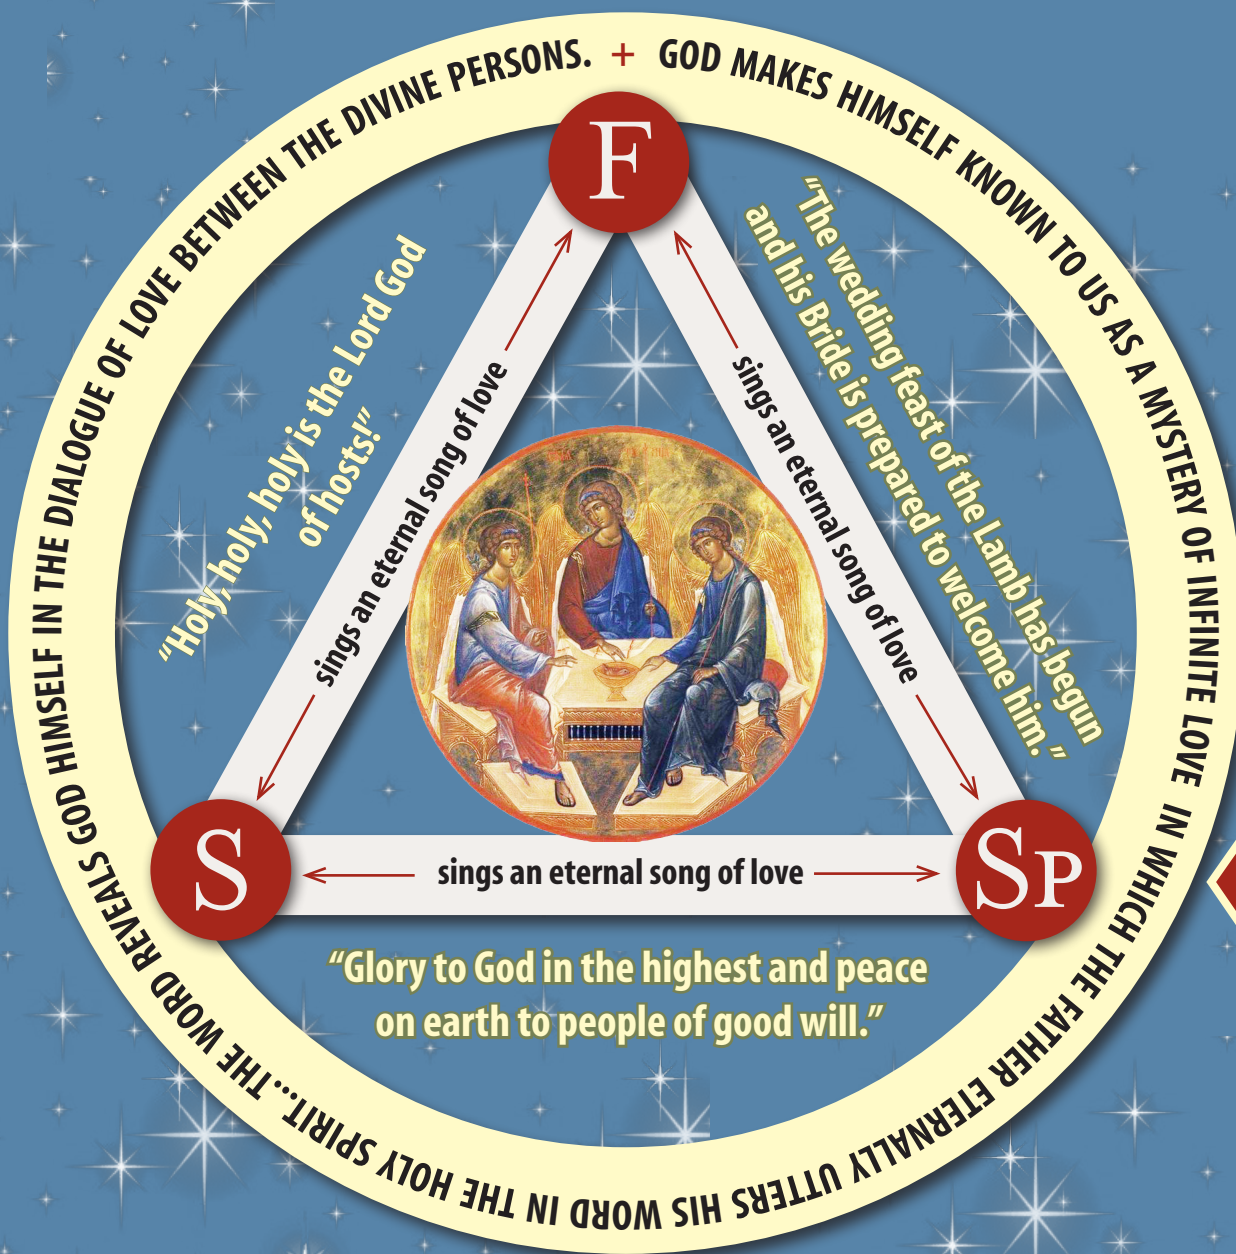 GOD MAKES HIMSELF KNOWN TO US AS A MYSTERY OF INFINITE LOVE IN WHICH THE FATHER ETERNALLY UTTERS HIS WORD IN THE HOLY SPIRIT...THE WORD REVEALS GOD HIMSELF IN THE DIALOGUE OF LOVE BETWEEN THE DIVINE PERSONS. +
F
“Holy, holy, holy is the Lord God
of hosts!”
sings an eternal song of love
sings an eternal song of love
“The wedding feast of the Lamb has begun
and his Bride is prepared to welcome him.”
S
sings an eternal song of love
SP
“Glory to God in the highest and peace
on earth to people of good will.”